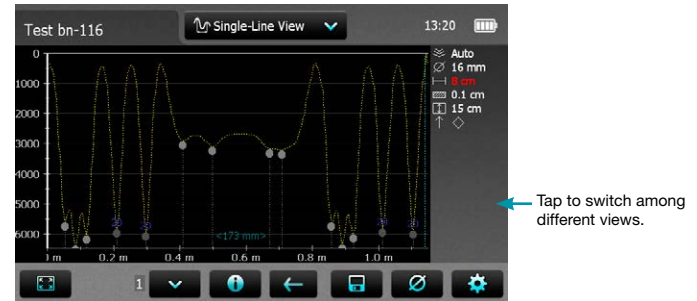 Test bn-116
Single-Line View
13:20
0
1000
2000
3000
4000
5000
6000
Auto
16 mm
8 cm
0.1 cm
15 cm
<173 mm>
0.2 m
0.4 m
0.6 m
0.8 m
1.0 m
1
Tap to switch among
different views.